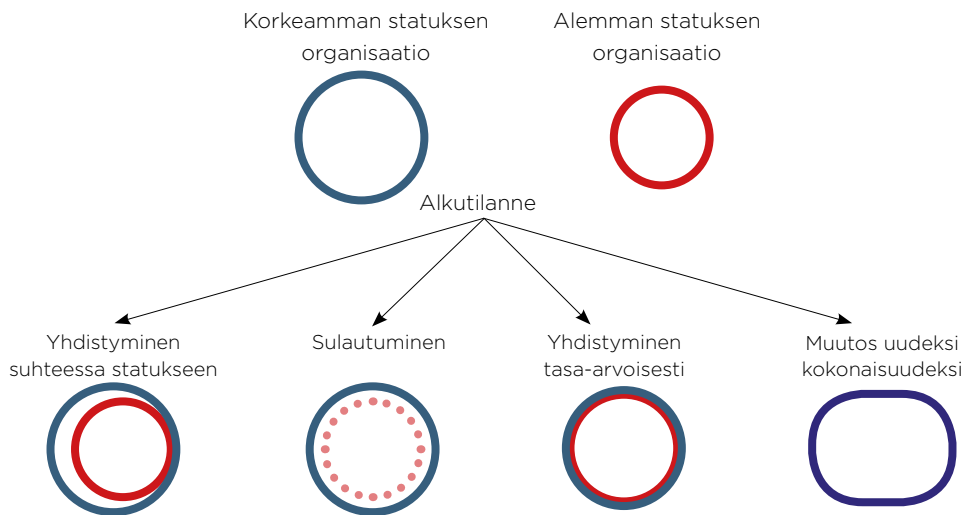 Korkeamman statuksen
organisaatio
Alemman statuksen
organisaatio
Alkutilanne
Yhdistyminen
suhteessa statukseen
Sulautuminen
Yhdistyminen
tasa-arvoisesti
Muutos uudeksi
kokonaisuudeksi